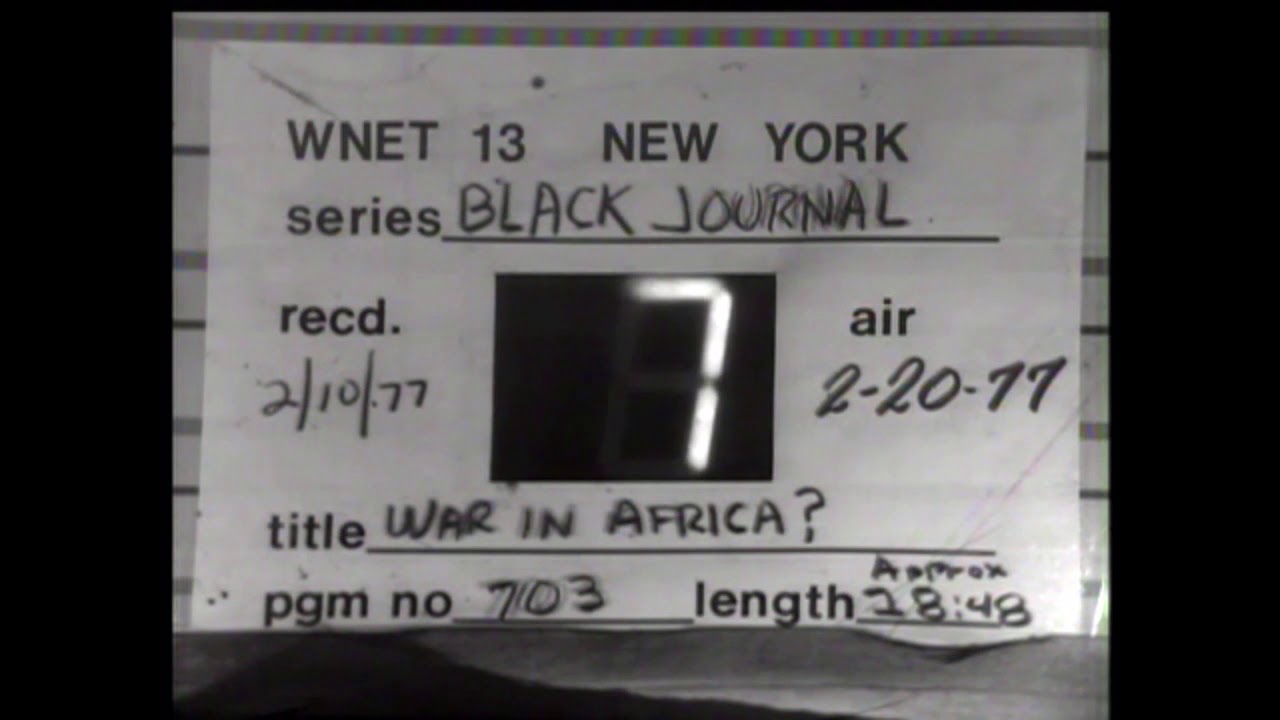 WNET 13 NEW YORK
series BLACK JOURNAL
recd. 7 air
2/10/77 2-20-77
title WAR IN AFRICA?
Approx
pgm no 703 length 28:48